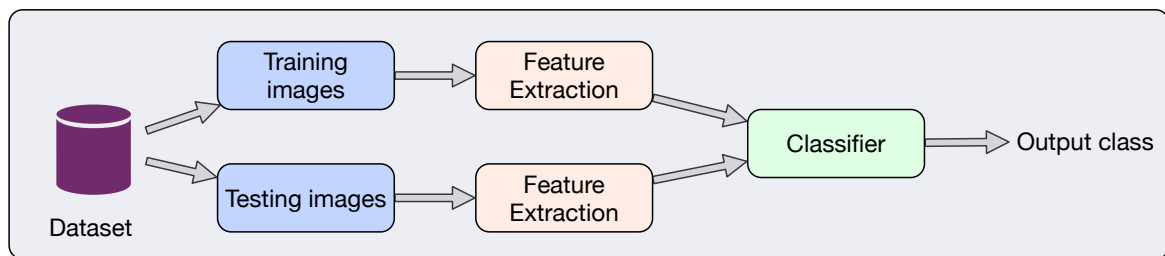 Training
images
Feature
Extraction
Classifier
Output class
Testing images
Feature
Extraction
Dataset